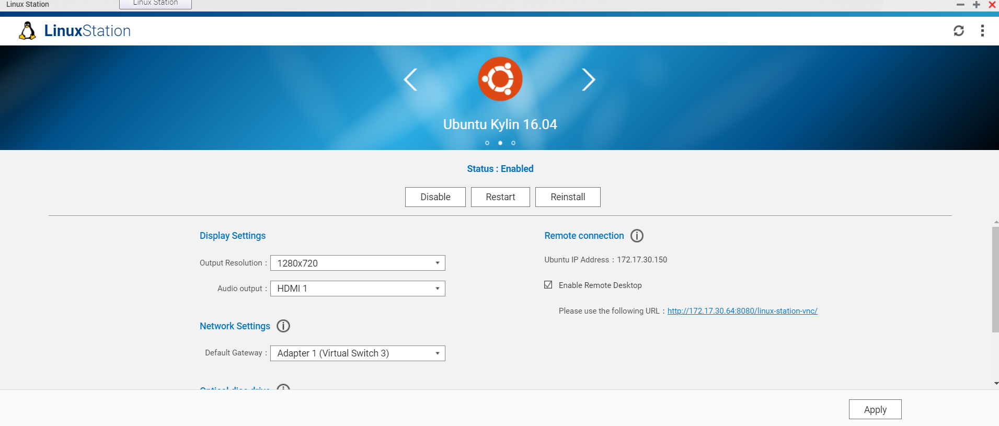 Linux Station
Linux Station
LinuxStation
Ubuntu Kylin 16.04
Status : Enabled
Disable Restart Reinstall
Display Settings
Output Resolution : 1280x720
Audio output : HDMI 1
Network Settings
Default Gateway : Adapter 1 (Virtual Switch 3)
Optical disc drive
Remote connection
Ubuntu IP Address : 172.17.30.150
Enable Remote Desktop
Please use the following URL : http://172.17.30.64:8080/linux-station-vnc/
Apply